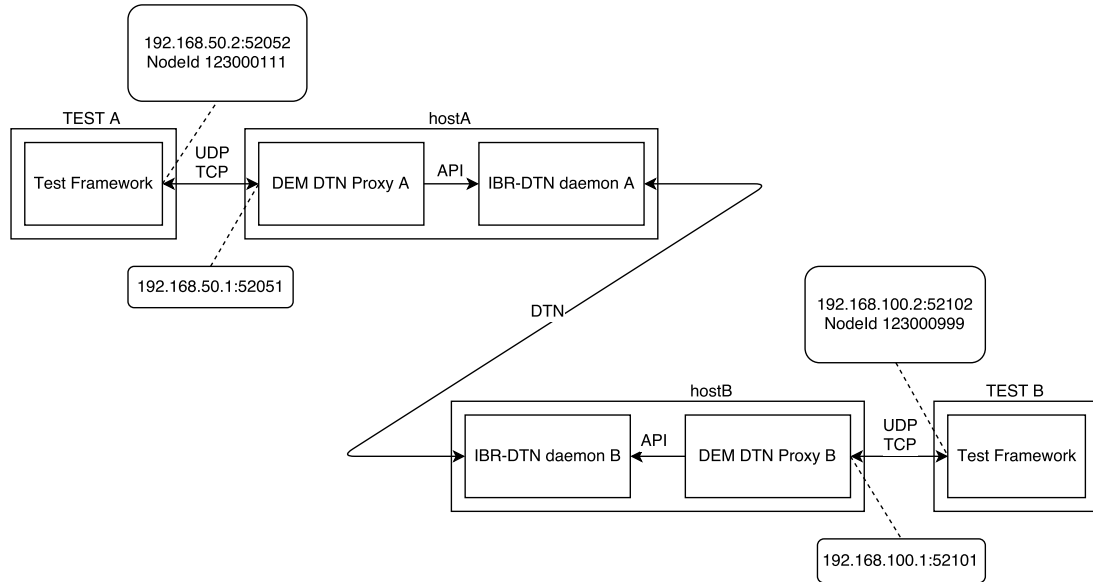 192.168.50.2:52052
NodeId 123000111
TEST A
hostA
Test Framework
UDP
TCP
DEM DTN Proxy A
API
IBR-DTN daemon A
192.168.50.1:52051
DTN
192.168.100.2:52102
NodeId 123000999
hostB
TEST B
IBR-DTN daemon B
API
DEM DTN Proxy B
UDP
TCP
Test Framework
192.168.100.1:52101